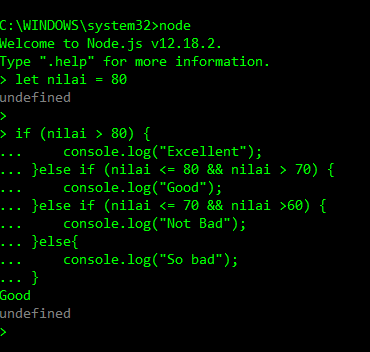 C:\WINDOWS\system32>node
Welcome to Node.js v12.18.2.
Type ".help" for more information.
> let nilai = 80
undefined
>
> if (nilai > 80) {
...     console.log("Excellent");
... }else if (nilai <= 80 && nilai > 70) {
...     console.log("Good");
... }else if (nilai <= 70 && nilai >60) {
...     console.log("Not Bad");
... }else{
...     console.log("So bad");
... }
Good
undefined
>